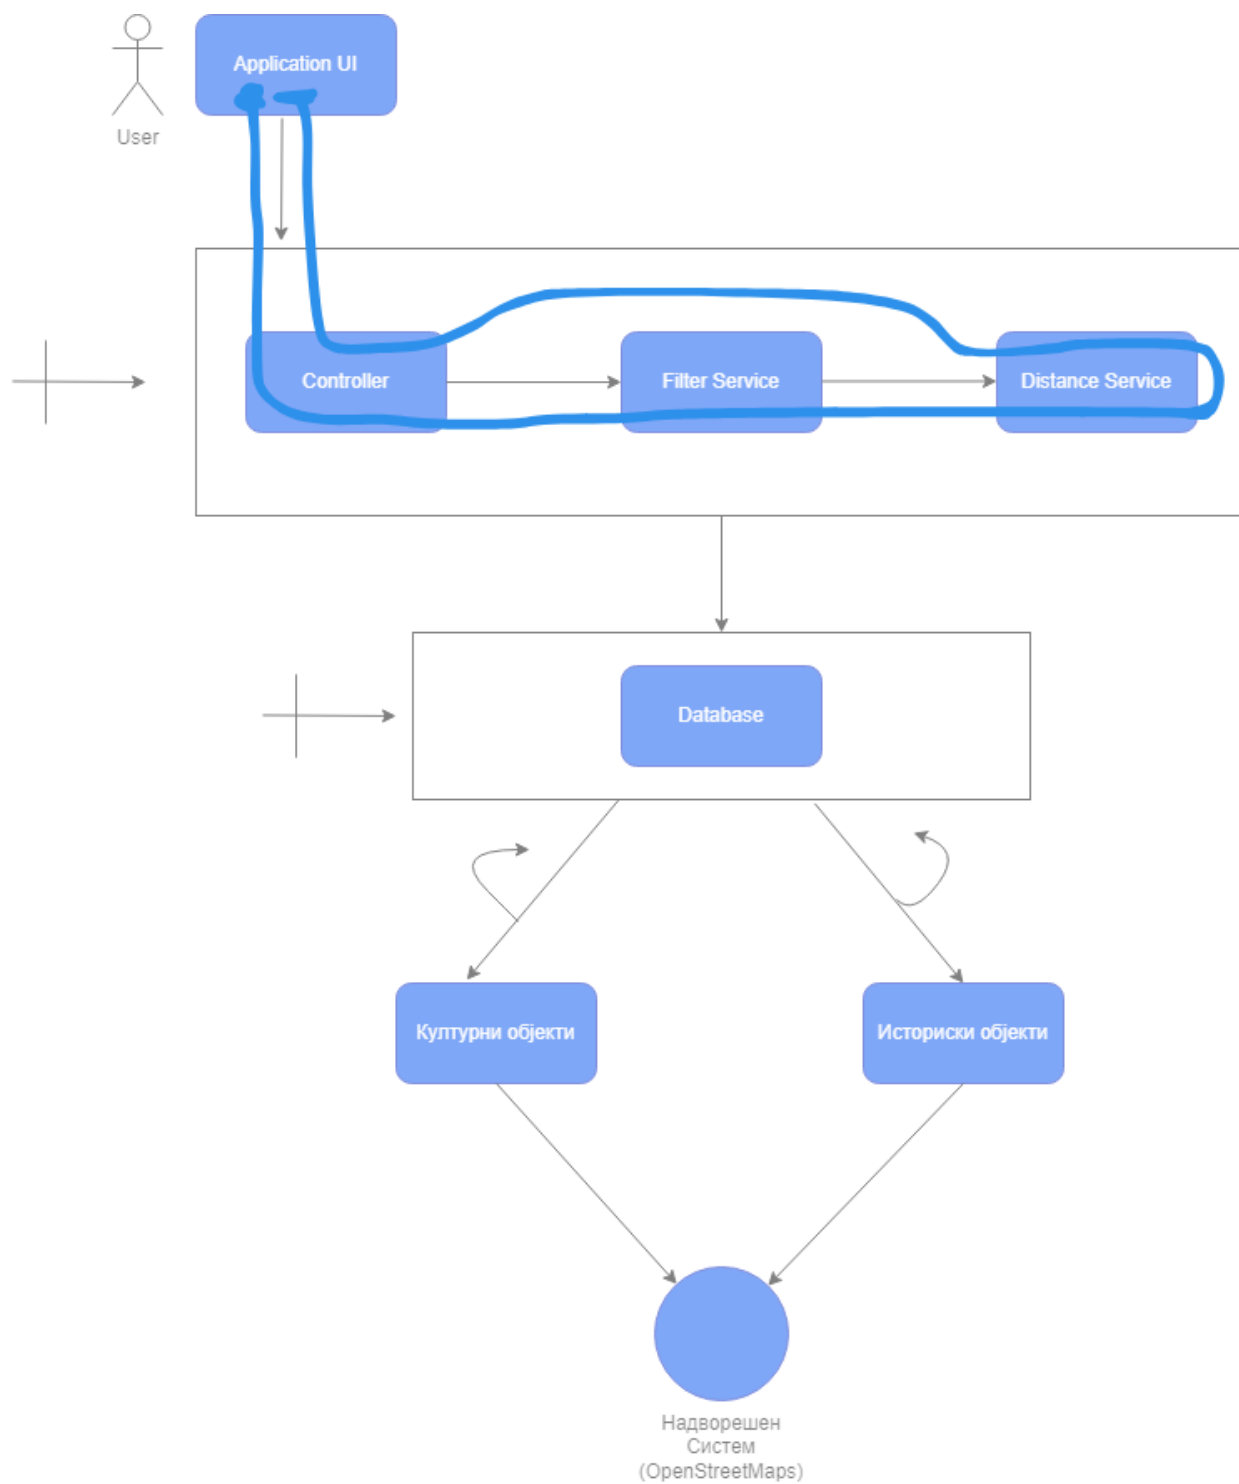 Application UI
User
Controller
Filter Service
Distance Service
Database
Културни објекти
Историски објекти
Надворешен
Систем
(OpenStreetMaps)